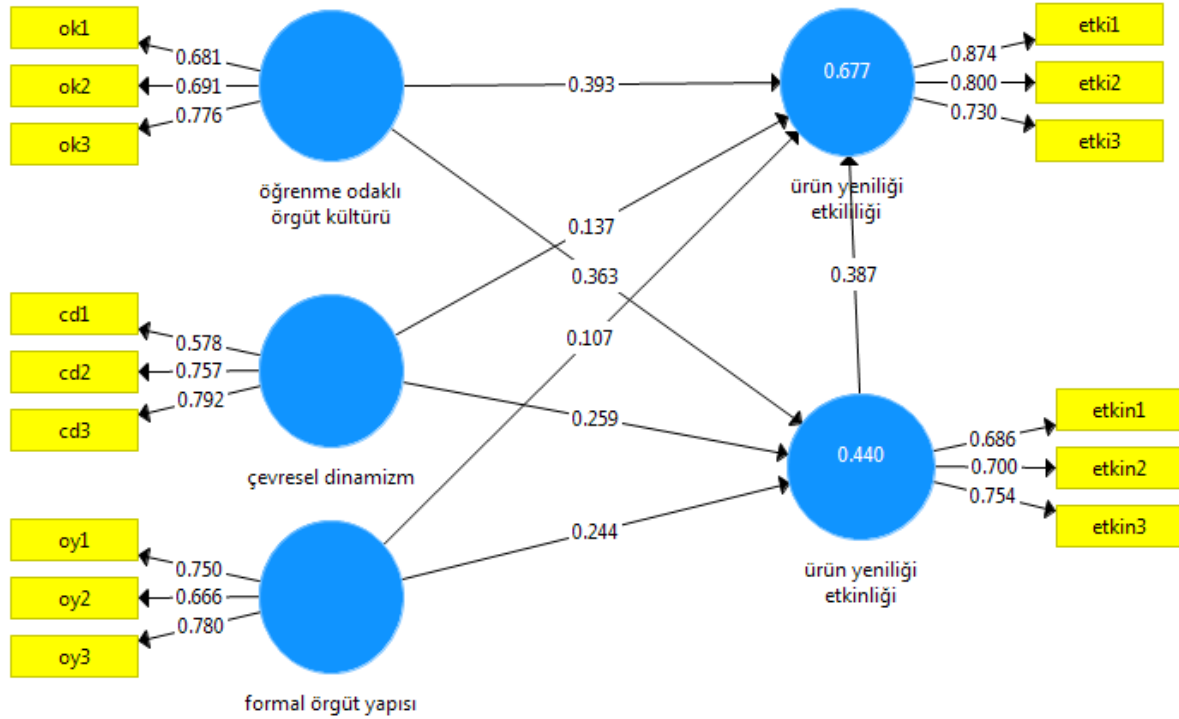 ok1
0.681
ok2
0.691
ok3
0.776
öğrenme odaklı
örgüt kültürü
cd1
0.578
cd2
0.757
cd3
0.792
çevresel dinamizm
oy1
0.750
oy2
0.666
oy3
0.780
formal örgüt yapısı
0.393
0.137
0.363
0.107
0.259
0.244
0.387
0.677
ürün yeniliği
etkililiği
0.874
etki1
0.800
etki2
0.730
etki3
0.440
ürün yeniliği
etkinliği
0.686
etkin1
0.700
etkin2
0.754
etkin3